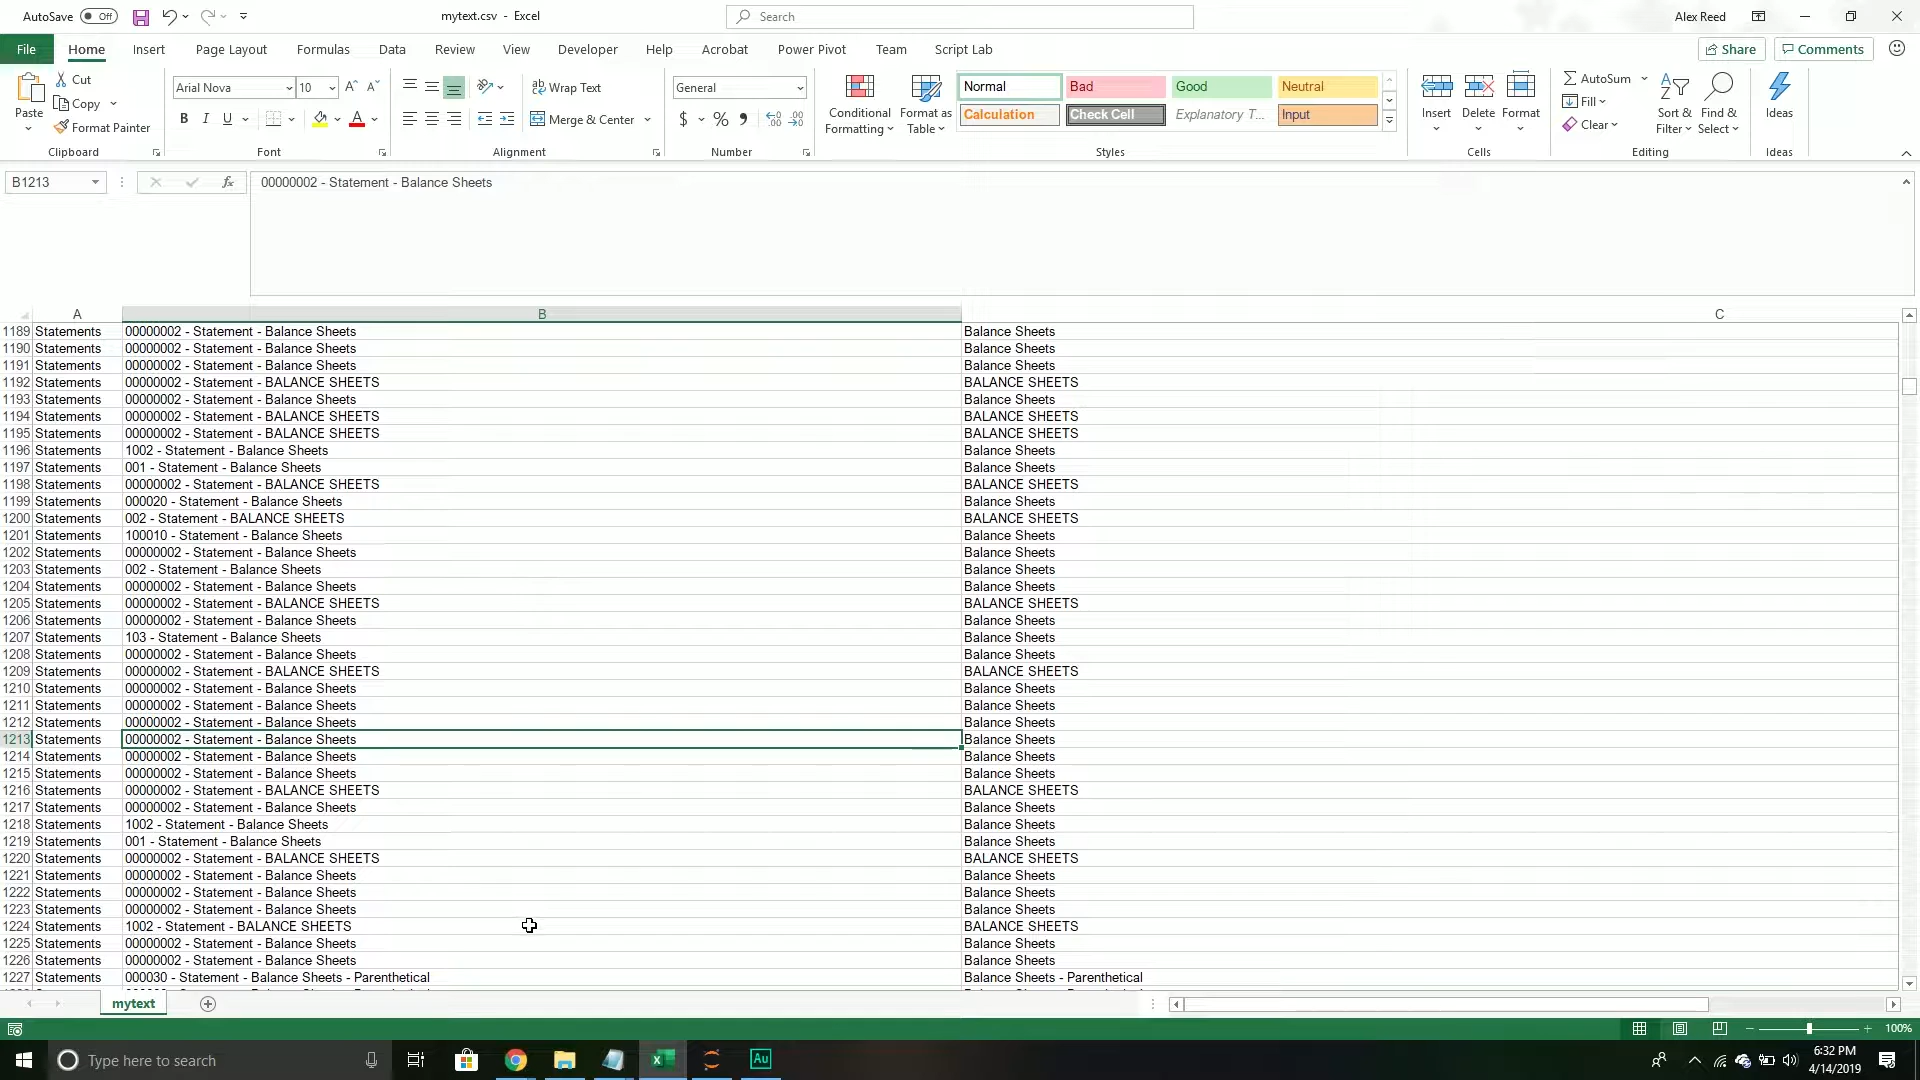 AutoSave Off mytext.csv - Excel Search Alex Reed
File Home Insert Page Layout Formulas Data Review View Developer Help Acrobat Power Pivot Team Script Lab Share Comments
Cut
Copy
Format Painter
Paste
Clipboard
Arial Nova 10
B I U A
Font
Wrap Text
Merge & Center
Alignment
General
$ % ,
Number
Conditional Formatting
Format as Table
Normal Bad Good Neutral
Calculation Check Cell Explanatory T... Input
Styles
Insert Delete Format
Cells
AutoSum
Fill
Clear
Sort & Filter
Find & Select
Editing
Ideas
Ideas
B1213 fx 00000002 - Statement - Balance Sheets
A B C
1189 Statements 00000002 - Statement - Balance Sheets Balance Sheets
1190 Statements 00000002 - Statement - Balance Sheets Balance Sheets
1191 Statements 00000002 - Statement - Balance Sheets Balance Sheets
1192 Statements 00000002 - Statement - BALANCE SHEETS BALANCE SHEETS
1193 Statements 00000002 - Statement - Balance Sheets Balance Sheets
1194 Statements 00000002 - Statement - BALANCE SHEETS BALANCE SHEETS
1195 Statements 00000002 - Statement - BALANCE SHEETS BALANCE SHEETS
1196 Statements 1002 - Statement - Balance Sheets Balance Sheets
1197 Statements 001 - Statement - Balance Sheets Balance Sheets
1198 Statements 00000002 - Statement - BALANCE SHEETS BALANCE SHEETS
1199 Statements 000020 - Statement - Balance Sheets Balance Sheets
1200 Statements 002 - Statement - BALANCE SHEETS BALANCE SHEETS
1201 Statements 100010 - Statement - Balance Sheets Balance Sheets
1202 Statements 00000002 - Statement - Balance Sheets Balance Sheets
1203 Statements 002 - Statement - Balance Sheets Balance Sheets
1204 Statements 00000002 - Statement - Balance Sheets Balance Sheets
1205 Statements 00000002 - Statement - BALANCE SHEETS BALANCE SHEETS
1206 Statements 00000002 - Statement - Balance Sheets Balance Sheets
1207 Statements 103 - Statement - Balance Sheets Balance Sheets
1208 Statements 00000002 - Statement - Balance Sheets Balance Sheets
1209 Statements 00000002 - Statement - BALANCE SHEETS BALANCE SHEETS
1210 Statements 00000002 - Statement - Balance Sheets Balance Sheets
1211 Statements 00000002 - Statement - Balance Sheets Balance Sheets
1212 Statements 00000002 - Statement - Balance Sheets Balance Sheets
1213 Statements 00000002 - Statement - Balance Sheets Balance Sheets
1214 Statements 00000002 - Statement - Balance Sheets Balance Sheets
1215 Statements 00000002 - Statement - Balance Sheets Balance Sheets
1216 Statements 00000002 - Statement - BALANCE SHEETS BALANCE SHEETS
1217 Statements 00000002 - Statement - Balance Sheets Balance Sheets
1218 Statements 1002 - Statement - Balance Sheets Balance Sheets
1219 Statements 001 - Statement - Balance Sheets Balance Sheets
1220 Statements 00000002 - Statement - BALANCE SHEETS BALANCE SHEETS
1221 Statements 00000002 - Statement - Balance Sheets Balance Sheets
1222 Statements 00000002 - Statement - Balance Sheets Balance Sheets
1223 Statements 00000002 - Statement - Balance Sheets Balance Sheets
1224 Statements 1002 - Statement - BALANCE SHEETS BALANCE SHEETS
1225 Statements 00000002 - Statement - Balance Sheets Balance Sheets
1226 Statements 00000002 - Statement - Balance Sheets Balance Sheets
1227 Statements 000030 - Statement - Balance Sheets - Parenthetical Balance Sheets - Parenthetical
mytext
100%
Type here to search Au 6:32 PM
4/14/2019